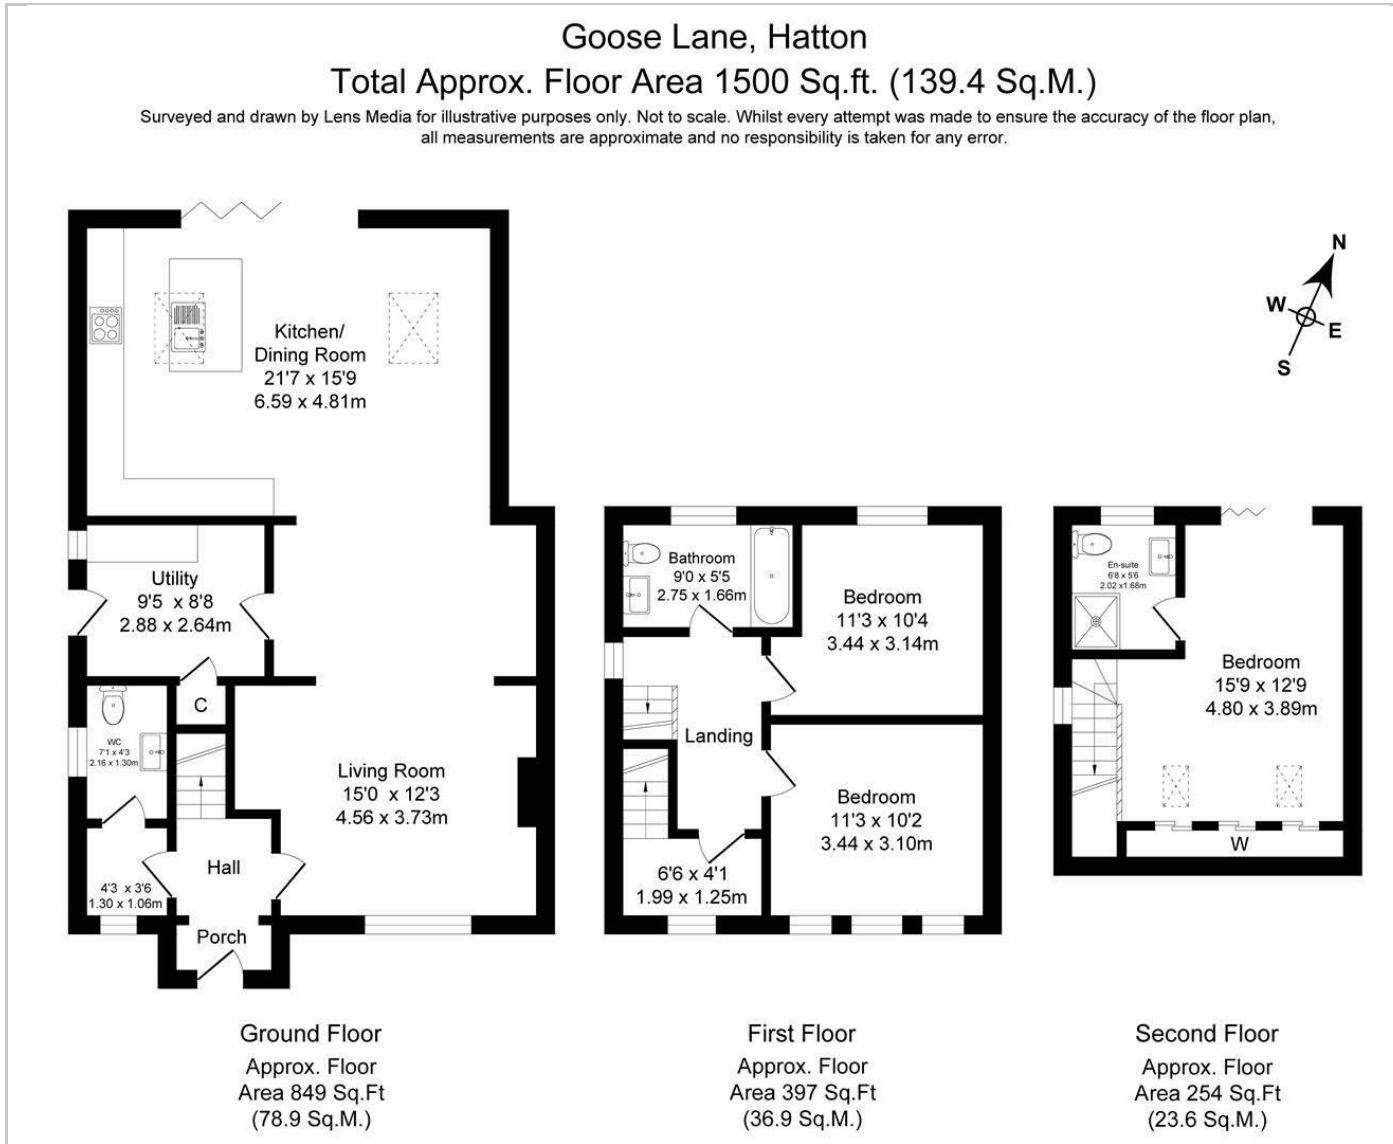 Goose Lane, Hatton
Total Approx. Floor Area 1500 Sq.ft. (139.4 Sq.M.)
Surveyed and drawn by Lens Media for illustrative purposes only. Not to scale. Whilst every attempt was made to ensure the accuracy of the floor plan,
all measurements are approximate and no responsibility is taken for any error.
N
W
E
S
Kitchen/
Dining Room
21'7 x 15'9
6.59 x 4.81m
Utility
9'5 x 8'8
2.88 x 2.64m
C
WC
7'1 x 4'3
2.16 x 1.30m
Living Room
15'0 x 12'3
4.56 x 3.73m
Hall
4'3 x 3'6
1.30 x 1.06m
Porch
Ground Floor
Approx. Floor
Area 849 Sq.Ft
(78.9 Sq.M.)
Bathroom
9'0 x 5'5
2.75 x 1.66m
Bedroom
11'3 x 10'4
3.44 x 3.14m
Landing
Bedroom
11'3 x 10'2
3.44 x 3.10m
6'6 x 4'1
1.99 x 1.25m
First Floor
Approx. Floor
Area 397 Sq.Ft
(36.9 Sq.M.)
En-suite
6'8 x 5'6
2.02 x1.68m
Bedroom
15'9 x 12'9
4.80 x 3.89m
W
Second Floor
Approx. Floor
Area 254 Sq.Ft
(23.6 Sq.M.)